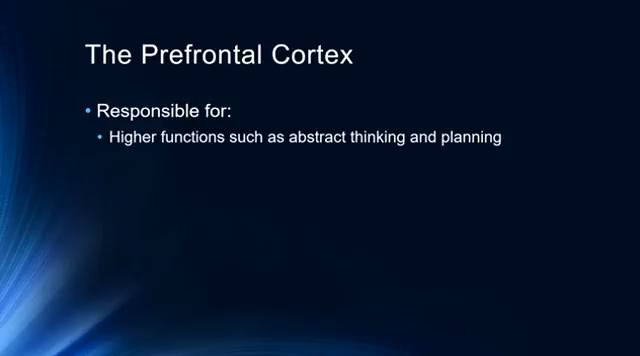 The Prefrontal Cortex
• Responsible for:
• Higher functions such as abstract thinking and planning